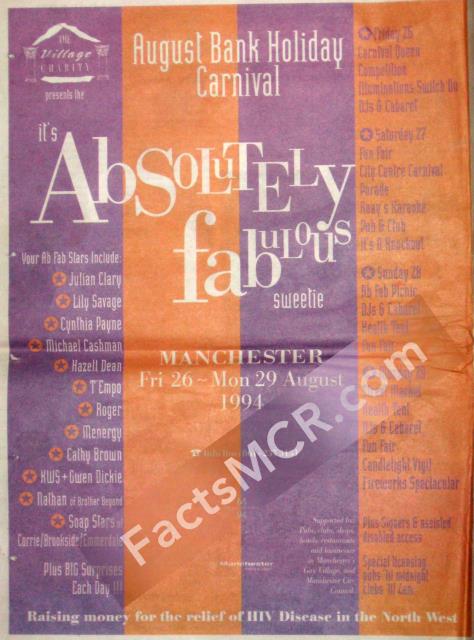 THE
Village
CHARITY
presents the
August Bank Holiday
Carnival
it's
AbSOLUTELy
fabULOUS
sweetie
Your Ab Fab Stars Include:
Julian Clary
Lily Savage
Cynthia Payne
Michael Cashman
Hazell Dean
T'Empo
Roger
Menergy
Cathy Brown
KWS + Gwen Dickie
Nathan of Brother Beyond
Soap Stars of
Corrie/Brookside/Emmerdale
Plus BIG Surprises
Each Day !!!
MANCHESTER
Fri 26 ~ Mon 29 August
1994
Info line
Supported by:
Pubs, clubs, shops,
hotels, restaurants
and businesses
in Manchester's
Gay Village, and
Manchester City
Council.
Manchester
Friday 26
Carnival Queen
Competition
Illuminations Switch On
DJs & Cabaret
Saturday 27
Fun Fair
City Centre Carnival
Parade
Roxy's Karaoke
Pub & Club
It's A Knockout
Sunday 28
Ab Fab Picnic
DJs & Cabaret
Health Tent
Fun Fair
Market
Health Tent
DJs & Cabaret
Fun Fair
Candlelight Vigil
Fireworks Spectacular
Plus Signers & assisted
disabled access
Special licensing
pubs 'til midnight
clubs 'til 4am
Raising money for the relief of HIV Disease in the North West
FactsMCR.com